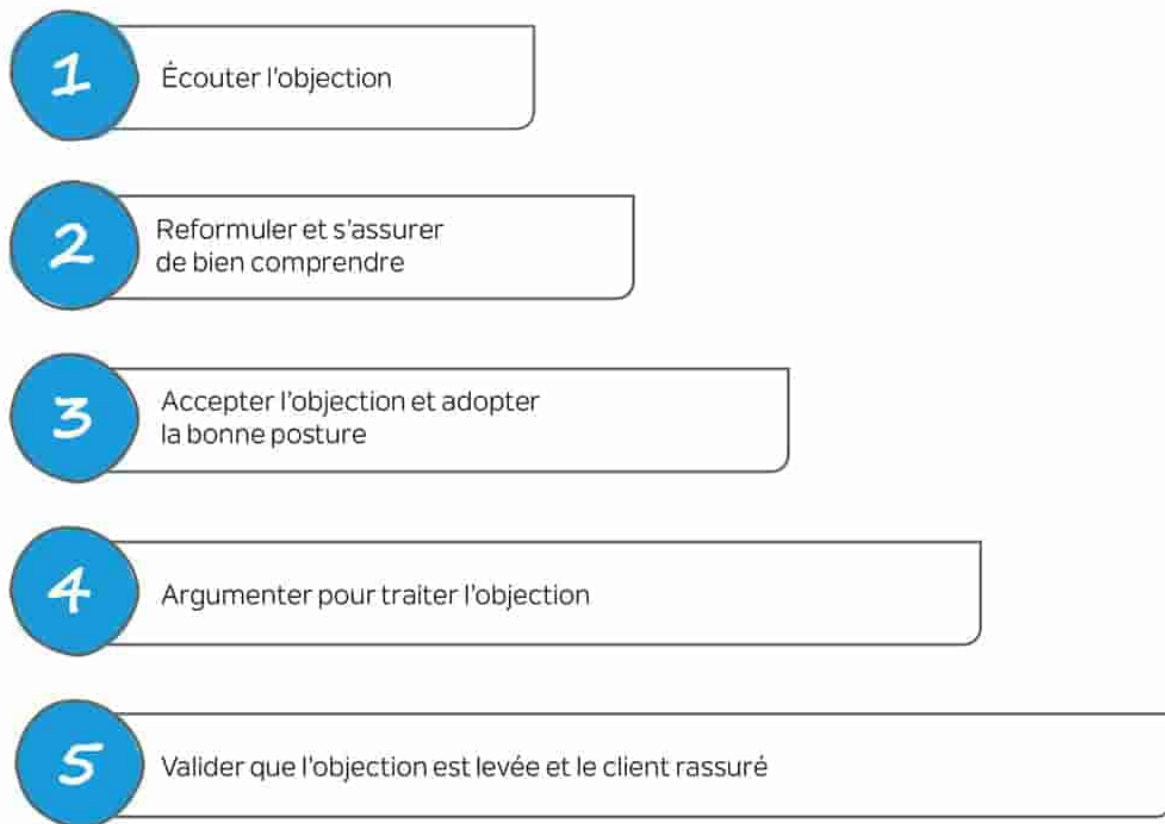 1
Écouter l'objection
2
Reformuler et s'assurer
de bien comprendre
3
Accepter l'objection et adopter
la bonne posture
4
Argumenter pour traiter l'objection
5
Valider que l'objection est levée et le client rassuré